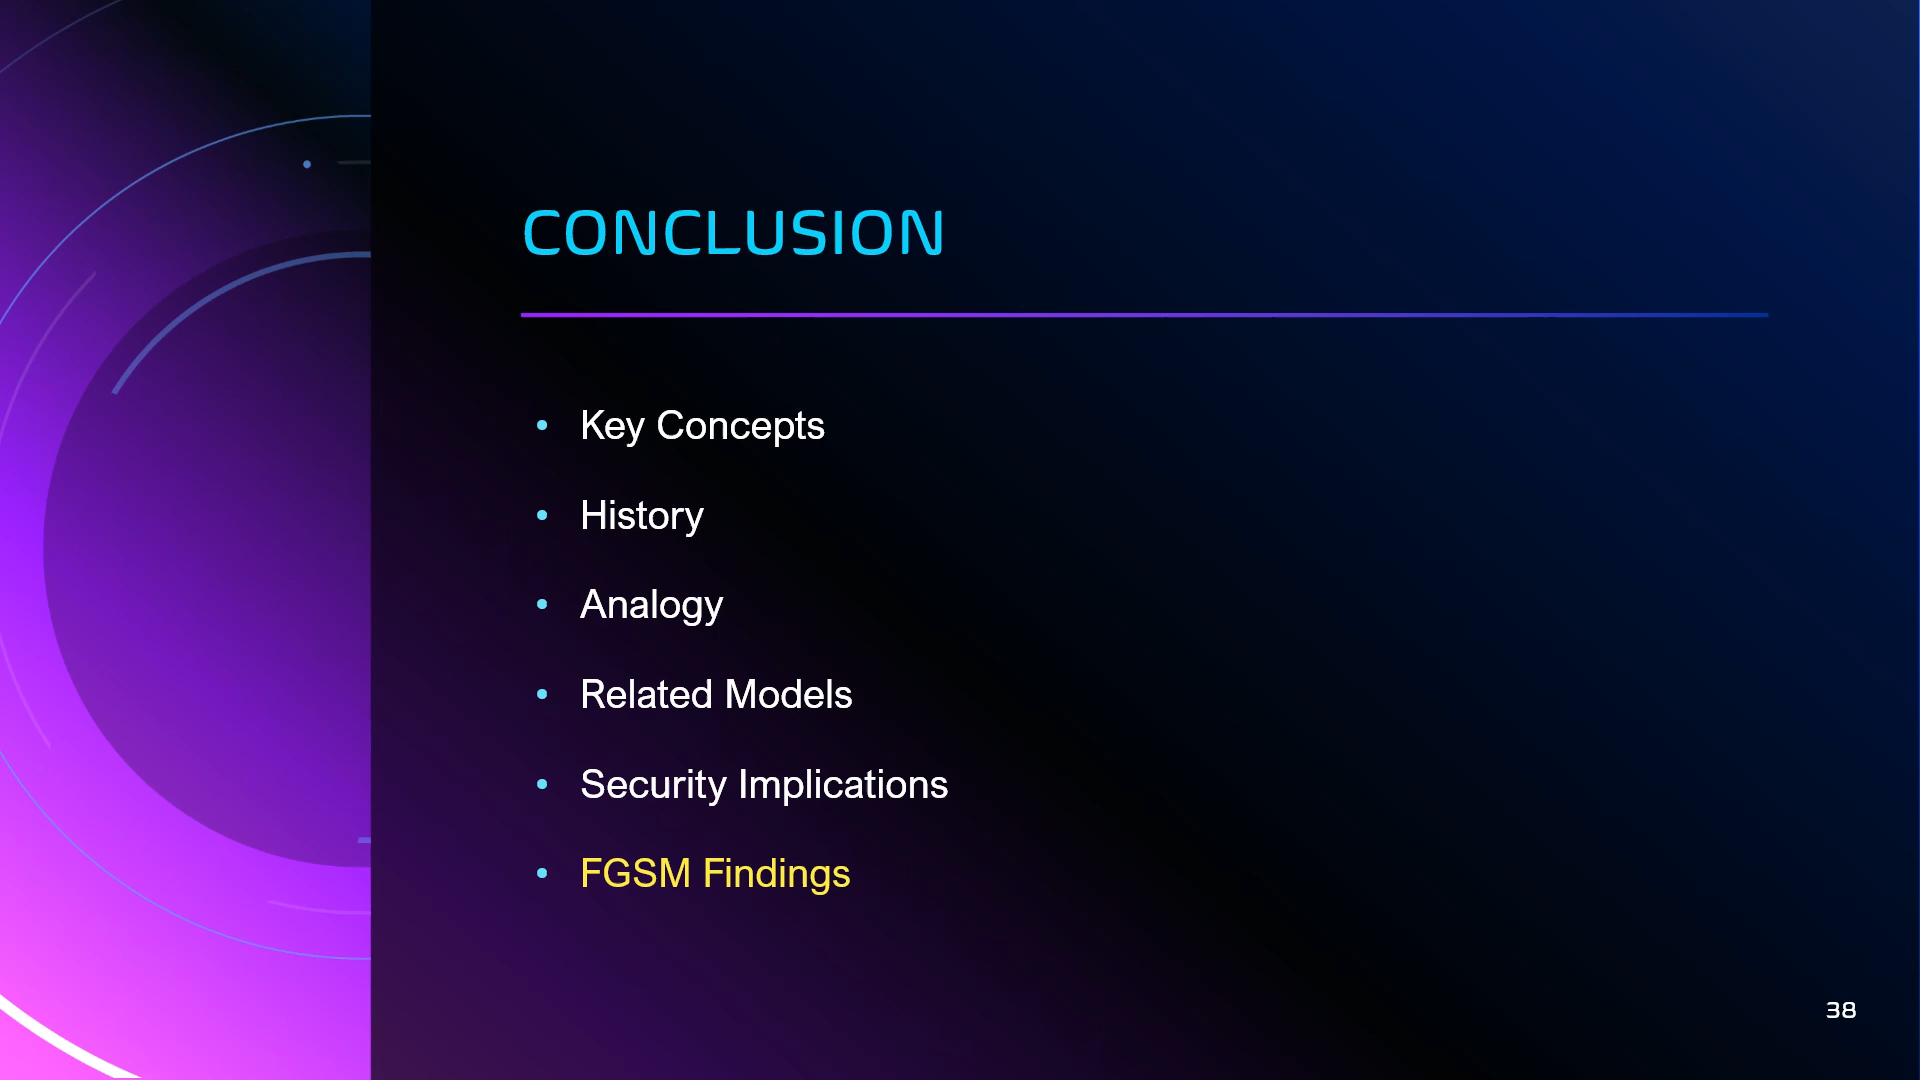 CONCLUSION
• Key Concepts
• History
• Analogy
• Related Models
• Security Implications
• FGSM Findings
38